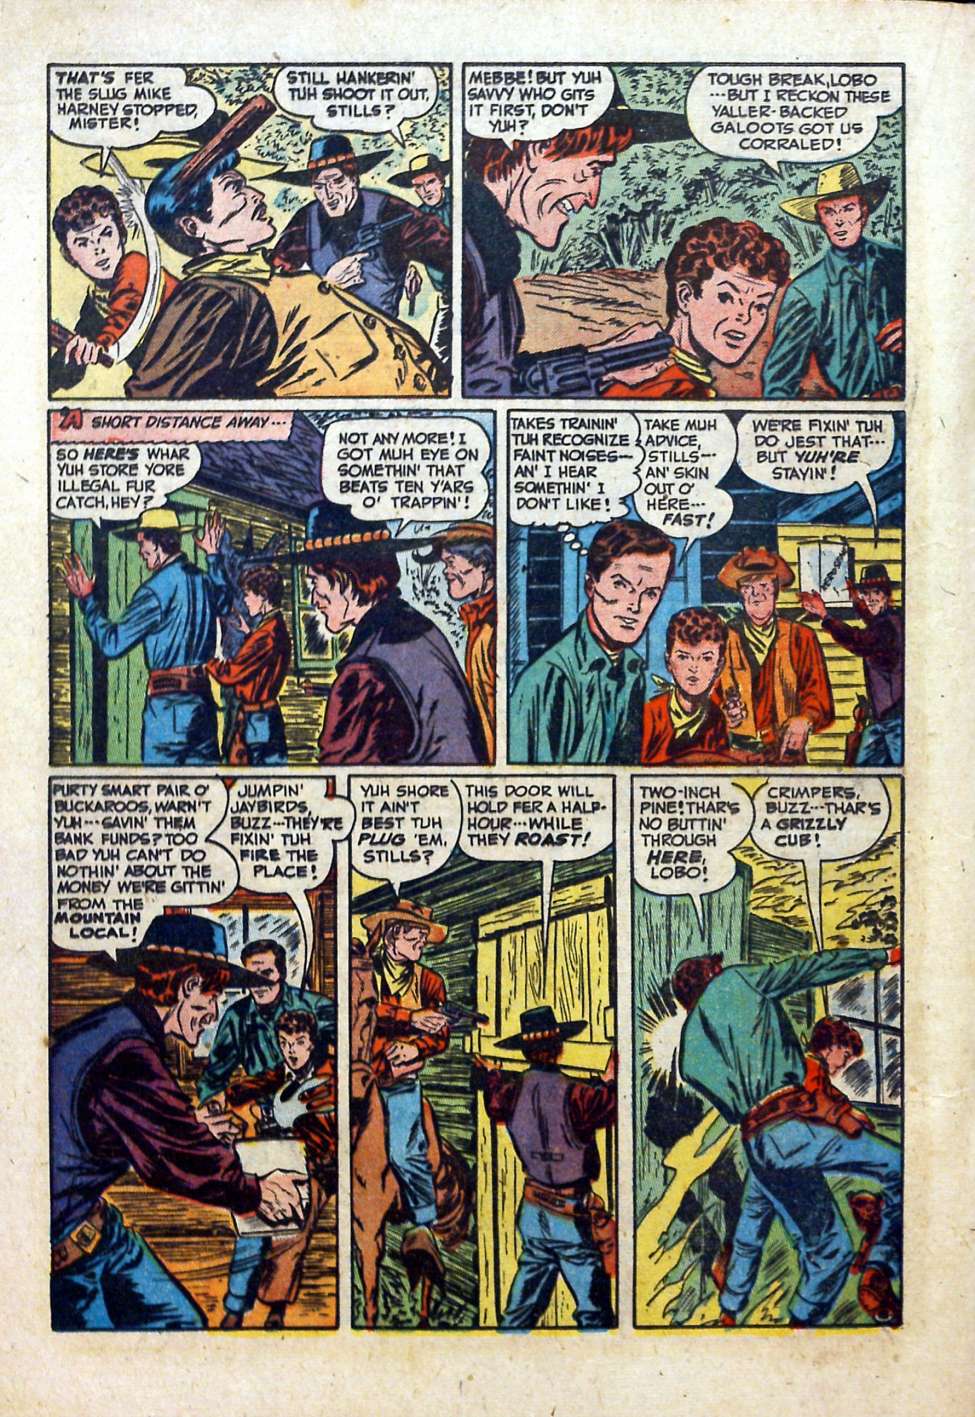 THAT'S FER
THE SLUG MIKE
HARNEY STOPPED,
MISTER!
STILL HANKERIN'
TUH SHOOT IT OUT,
STILLS?
MEBBE! BUT YUH
SAVVY WHO GITS
IT FIRST, DON'T
YUH?
TOUGH BREAK, LOBO
---BUT I RECKON THESE
YALLER-BACKED
GALOOTS GOT US
CORRALED!
A SHORT DISTANCE AWAY---
SO HERE'S WHAR
YUH STORE YORE
ILLEGAL FUR
CATCH, HEY?
NOT ANY MORE! I
GOT MUH EYE ON
SOMETHIN' THAT
BEATS TEN Y'ARS
O' TRAPPIN'!
TAKES TRAININ'
TUH RECOGNIZE
FAINT NOISES--
AN' I HEAR
SOMETHIN' I
DON'T LIKE!
TAKE MUH
ADVICE,
STILLS--
AN' SKIN
OUT O'
HERE---
FAST!
WE'RE FIXIN' TUH
DO JEST THAT---
BUT YUH'RE
STAYIN'!
PURTY SMART PAIR O'
BUCKAROOS, WARN'T
YUH---SAVIN' THEM
BANK FUNDS? TOO
BAD YUH CAN'T DO
NOTHIN' ABOUT THE
MONEY WE'RE GITTIN'
FROM THE
MOUNTAIN
LOCAL!
JUMPIN'
JAYBIRDS,
BUZZ---THEY'RE
FIXIN' TUH
FIRE THE
PLACE!
YUH SHORE
IT AIN'T
BEST TUH
PLUG 'EM,
STILLS?
THIS DOOR WILL
HOLD FER A HALF-
HOUR---WHILE
THEY ROAST!
TWO-INCH
PINE! THAR'S
NO BUTTIN'
THROUGH
HERE,
LOBO!
CRIMPERS,
BUZZ---THAR'S
A GRIZZLY
CUB!